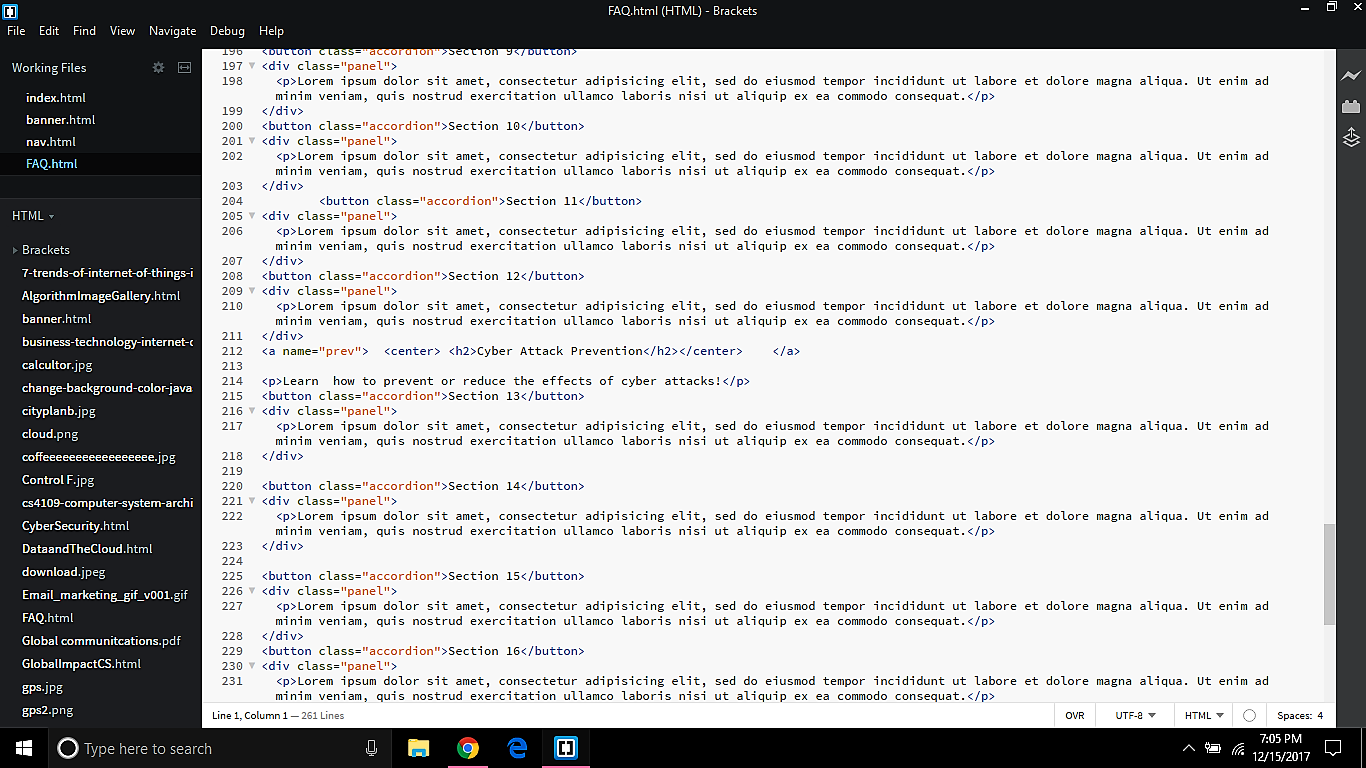 FAQ.html (HTML) - Brackets
File Edit Find View Navigate Debug Help
Working Files
index.html
banner.html
nav.html
FAQ.html
HTML
Brackets
7-trends-of-internet-of-things-i
AlgorithmImageGallery.html
banner.html
business-technology-internet-c
calcultor.jpg
change-background-color-java
cityplanb.jpg
cloud.png
coffeeeeeeeeeeeeeeeee.jpg
Control F.jpg
cs4109-computer-system-archi
CyberSecurity.html
DataandTheCloud.html
download.jpeg
Email_marketing_gif_v001.gif
FAQ.html
Global communitcations.pdf
GlobalImpactCS.html
gps.jpg
gps2.png
196 <button class="accordion">Section 9</button>
197 <div class="panel">
198 <p>Lorem ipsum dolor sit amet, consectetur adipisicing elit, sed do eiusmod tempor incididunt ut labore et dolore magna aliqua. Ut enim ad
minim veniam, quis nostrud exercitation ullamco laboris nisi ut aliquip ex ea commodo consequat.</p>
199 </div>
200 <button class="accordion">Section 10</button>
201 <div class="panel">
202 <p>Lorem ipsum dolor sit amet, consectetur adipisicing elit, sed do eiusmod tempor incididunt ut labore et dolore magna aliqua. Ut enim ad
minim veniam, quis nostrud exercitation ullamco laboris nisi ut aliquip ex ea commodo consequat.</p>
203 </div>
204 <button class="accordion">Section 11</button>
205 <div class="panel">
206 <p>Lorem ipsum dolor sit amet, consectetur adipisicing elit, sed do eiusmod tempor incididunt ut labore et dolore magna aliqua. Ut enim ad
minim veniam, quis nostrud exercitation ullamco laboris nisi ut aliquip ex ea commodo consequat.</p>
207 </div>
208 <button class="accordion">Section 12</button>
209 <div class="panel">
210 <p>Lorem ipsum dolor sit amet, consectetur adipisicing elit, sed do eiusmod tempor incididunt ut labore et dolore magna aliqua. Ut enim ad
minim veniam, quis nostrud exercitation ullamco laboris nisi ut aliquip ex ea commodo consequat.</p>
211 </div>
212 <a name="prev">  <center> <h2>Cyber Attack Prevention</h2></center>    </a>
213
214 <p>Learn  how to prevent or reduce the effects of cyber attacks!</p>
215 <button class="accordion">Section 13</button>
216 <div class="panel">
217 <p>Lorem ipsum dolor sit amet, consectetur adipisicing elit, sed do eiusmod tempor incididunt ut labore et dolore magna aliqua. Ut enim ad
minim veniam, quis nostrud exercitation ullamco laboris nisi ut aliquip ex ea commodo consequat.</p>
218 </div>
219
220 <button class="accordion">Section 14</button>
221 <div class="panel">
222 <p>Lorem ipsum dolor sit amet, consectetur adipisicing elit, sed do eiusmod tempor incididunt ut labore et dolore magna aliqua. Ut enim ad
minim veniam, quis nostrud exercitation ullamco laboris nisi ut aliquip ex ea commodo consequat.</p>
223 </div>
224
225 <button class="accordion">Section 15</button>
226 <div class="panel">
227 <p>Lorem ipsum dolor sit amet, consectetur adipisicing elit, sed do eiusmod tempor incididunt ut labore et dolore magna aliqua. Ut enim ad
minim veniam, quis nostrud exercitation ullamco laboris nisi ut aliquip ex ea commodo consequat.</p>
228 </div>
229 <button class="accordion">Section 16</button>
230 <div class="panel">
231 <p>Lorem ipsum dolor sit amet, consectetur adipisicing elit, sed do eiusmod tempor incididunt ut labore et dolore magna aliqua. Ut enim ad
minim veniam, quis nostrud exercitation ullamco laboris nisi ut aliquip ex ea commodo consequat.</p>
Line 1, Column 1 — 261 Lines OVR UTF-8 HTML Spaces: 4
Type here to search
7:05 PM
12/15/2017